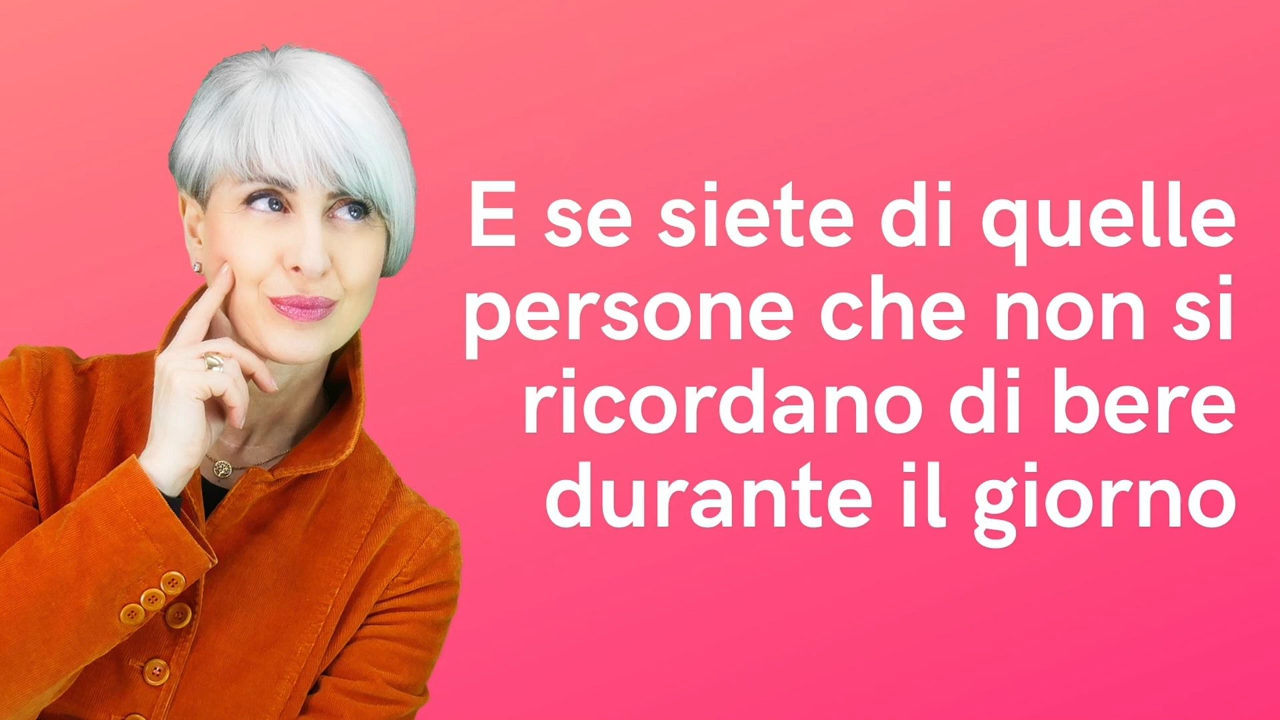 E se siete di quelle
persone che non si
ricordano di bere
durante il giorno